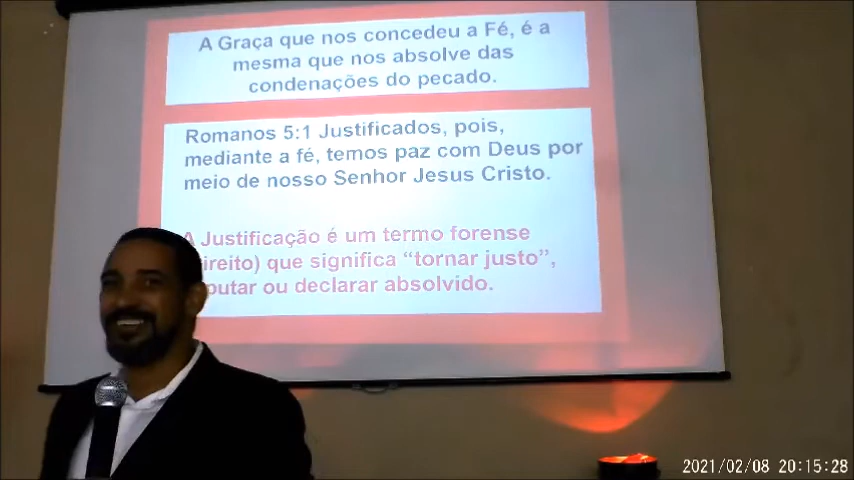 A Graça que nos concedeu a Fé, é a
mesma que nos absolve das
condenações do pecado.
Romanos 5:1 Justificados, pois,
mediante a fé, temos paz com Deus por
meio de nosso Senhor Jesus Cristo.
A Justificação é um termo forense
ireito) que significa “tornar justo”,
putar ou declarar absolvido.
2021/02/08 20:15:28